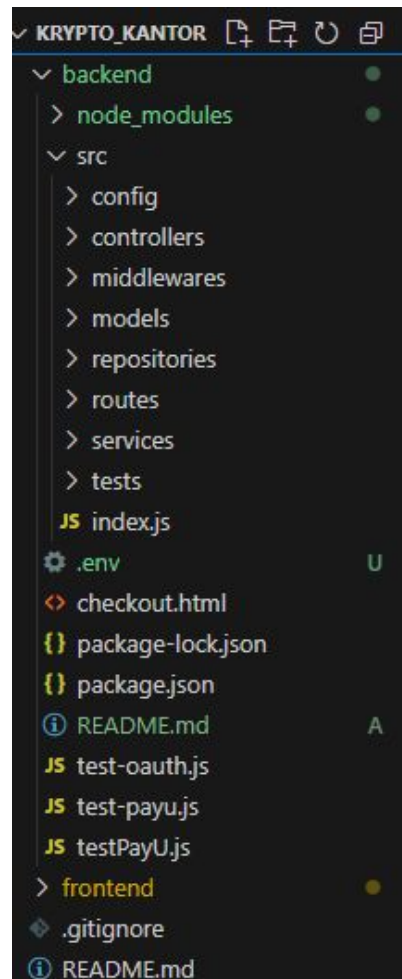 KRYPTO_KANTOR
backend
node_modules
src
config
controllers
middlewares
models
repositories
routes
services
tests
JS index.js
.env U
<> checkout.html
{} package-lock.json
{} package.json
README.md A
JS test-oauth.js
JS test-payu.js
JS testPayU.js
frontend
.gitignore
README.md